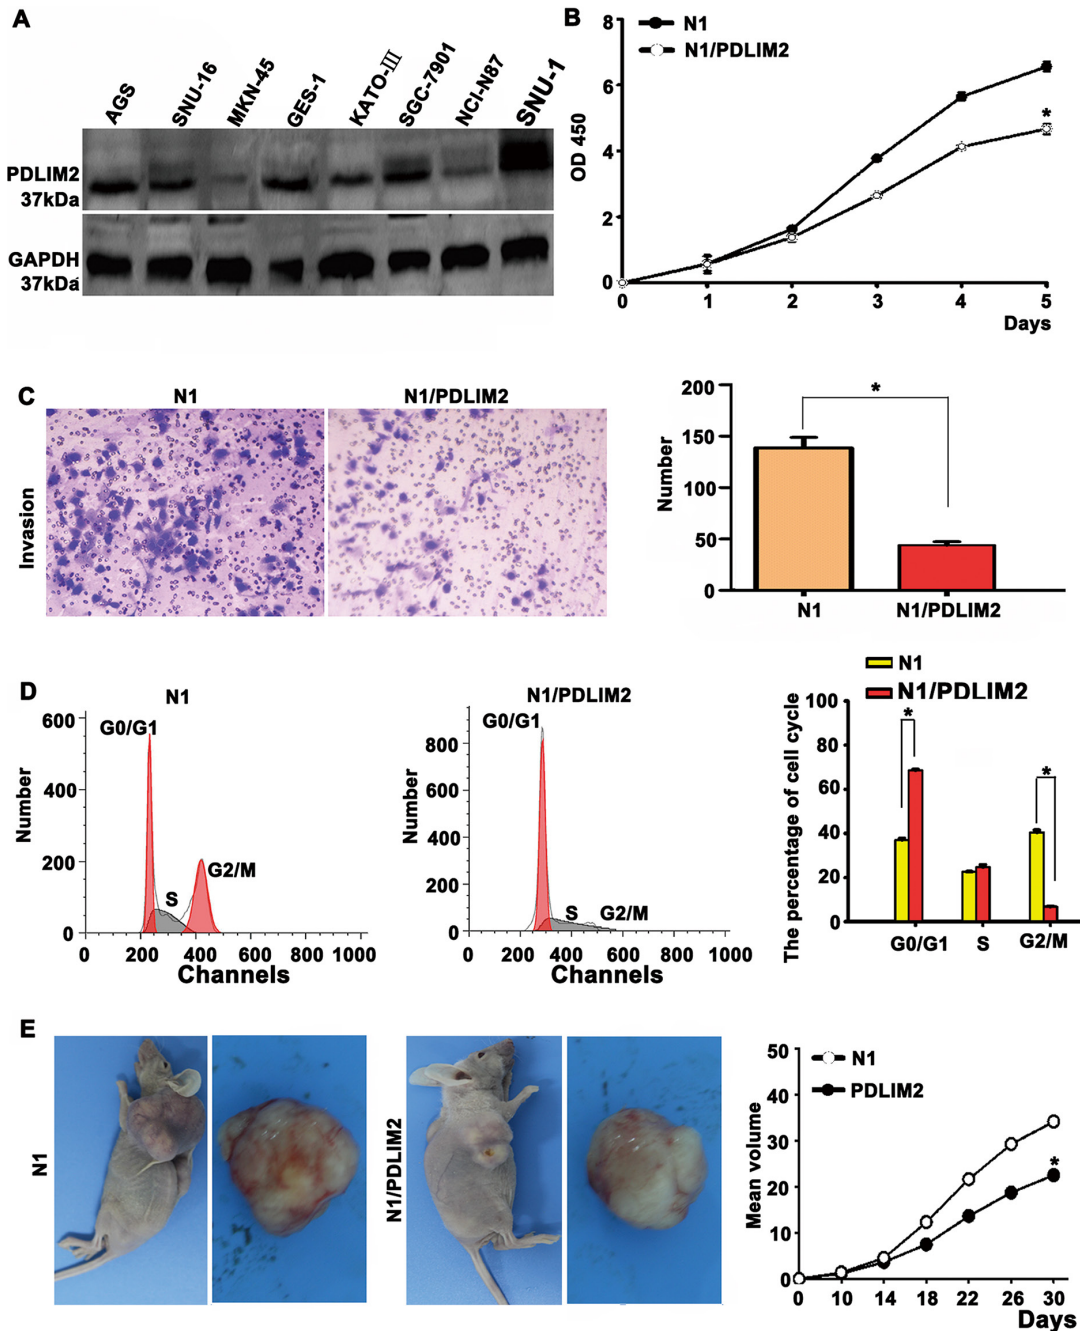 A
AGS
SNU-16
MKN-45
GES-1
KATO-III
SGC-7901
NCI-N87
SNU-1
PDLIM2
37kDa
GAPDH
37kDa
B
N1
N1/PDLIM2
OD 450
8
6
4
2
0
0 1 2 3 4 5
Days
*
C
N1
N1/PDLIM2
Invasion
Number
200
150
100
50
0
*
N1
N1/PDLIM2
D
N1
Number
600
400
200
0
G0/G1
S
G2/M
0 200 400 600 800 1000
Channels
N1/PDLIM2
Number
800
600
400
200
0
G0/G1
S
G2/M
0 200 400 600 800 1000
Channels
N1
N1/PDLIM2
The percentage of cell cycle
100
80
60
40
20
0
*
*
G0/G1
S
G2/M
E
N1
N1/PDLIM2
Mean volume
50
40
30
20
10
0
N1
PDLIM2
*
0 10 14 18 22 26 30
Days